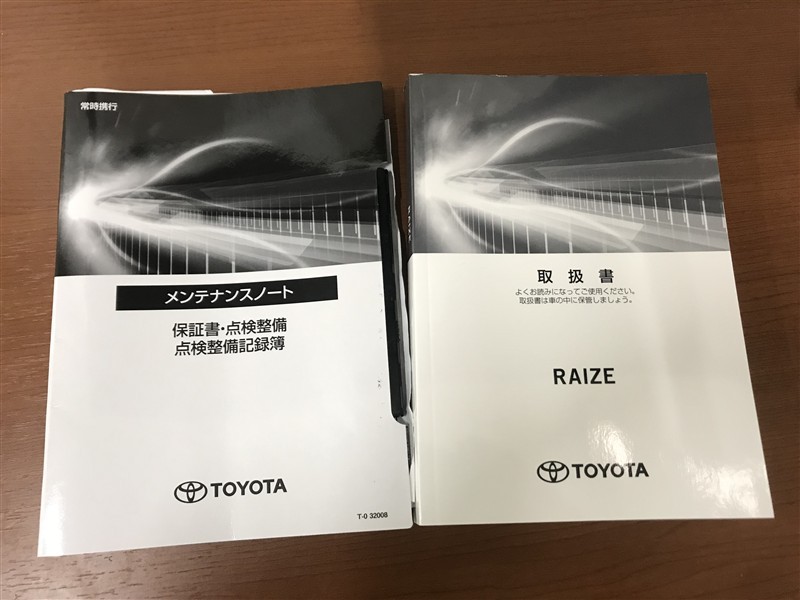 常時携行
メンテナンスノート
保証書・点検整備
点検整備記録簿
TOYOTA
T-0 32008
RAIZE
取扱書
よくお読みになってご使用ください。
取扱書は車の中に保管しましょう。
RAIZE
TOYOTA